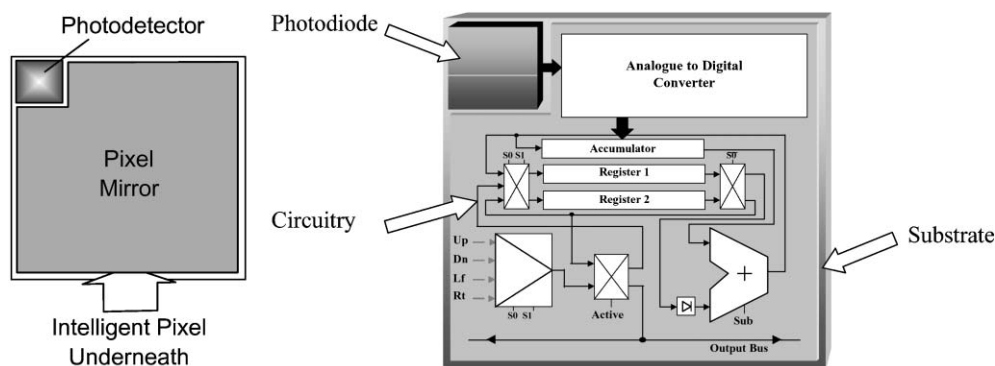 Photodetector
Pixel
Mirror
Intelligent Pixel
Underneath
Photodiode
Circuitry
Substrate
Analogue to Digital
Converter
Accumulator
S0 S1
S̅0̅
Register 1
Register 2
Up
Dn
Lf
Rt
S0 S1
Active
+
Sub
Output Bus